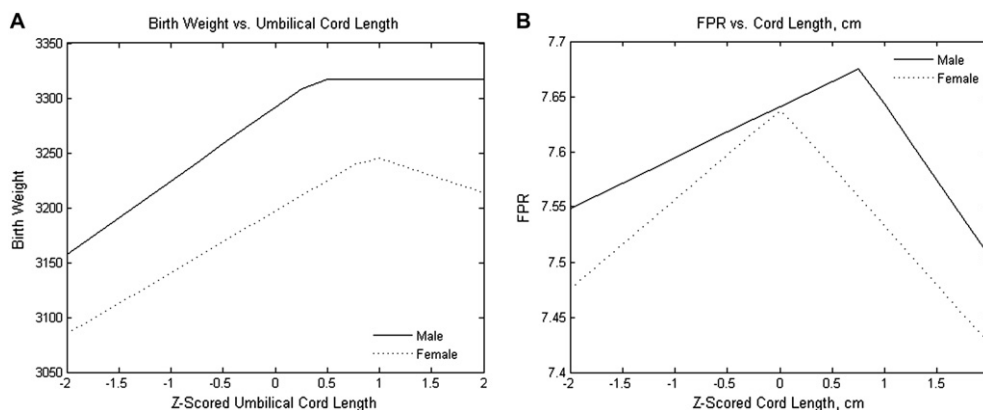 A
Birth Weight vs. Umbilical Cord Length
3350
3300
3250
3200
3150
3100
3050
Birth Weight
-2 -1.5 -1 -0.5 0 0.5 1 1.5 2
Z-Scored Umbilical Cord Length
Male
Female
B
FPR vs. Cord Length, cm
7.7
7.65
7.6
7.55
7.5
7.45
7.4
FPR
-2 -1.5 -1 -0.5 0 0.5 1 1.5
Z-Scored Cord Length, cm
Male
Female